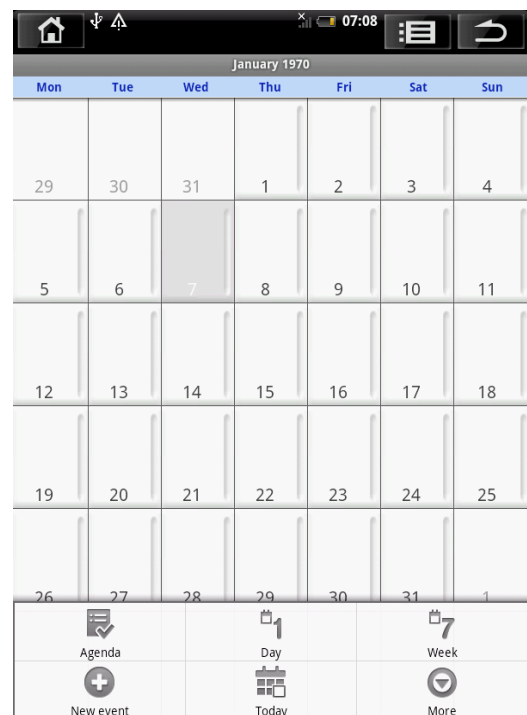 07:08
January 1970
Mon Tue Wed Thu Fri Sat Sun
29 30 31 1 2 3 4
5 6 7 8 9 10 11
12 13 14 15 16 17 18
19 20 21 22 23 24 25
26 27 28 29 30 31 1
1 7
Agenda Day Week
New event Today More